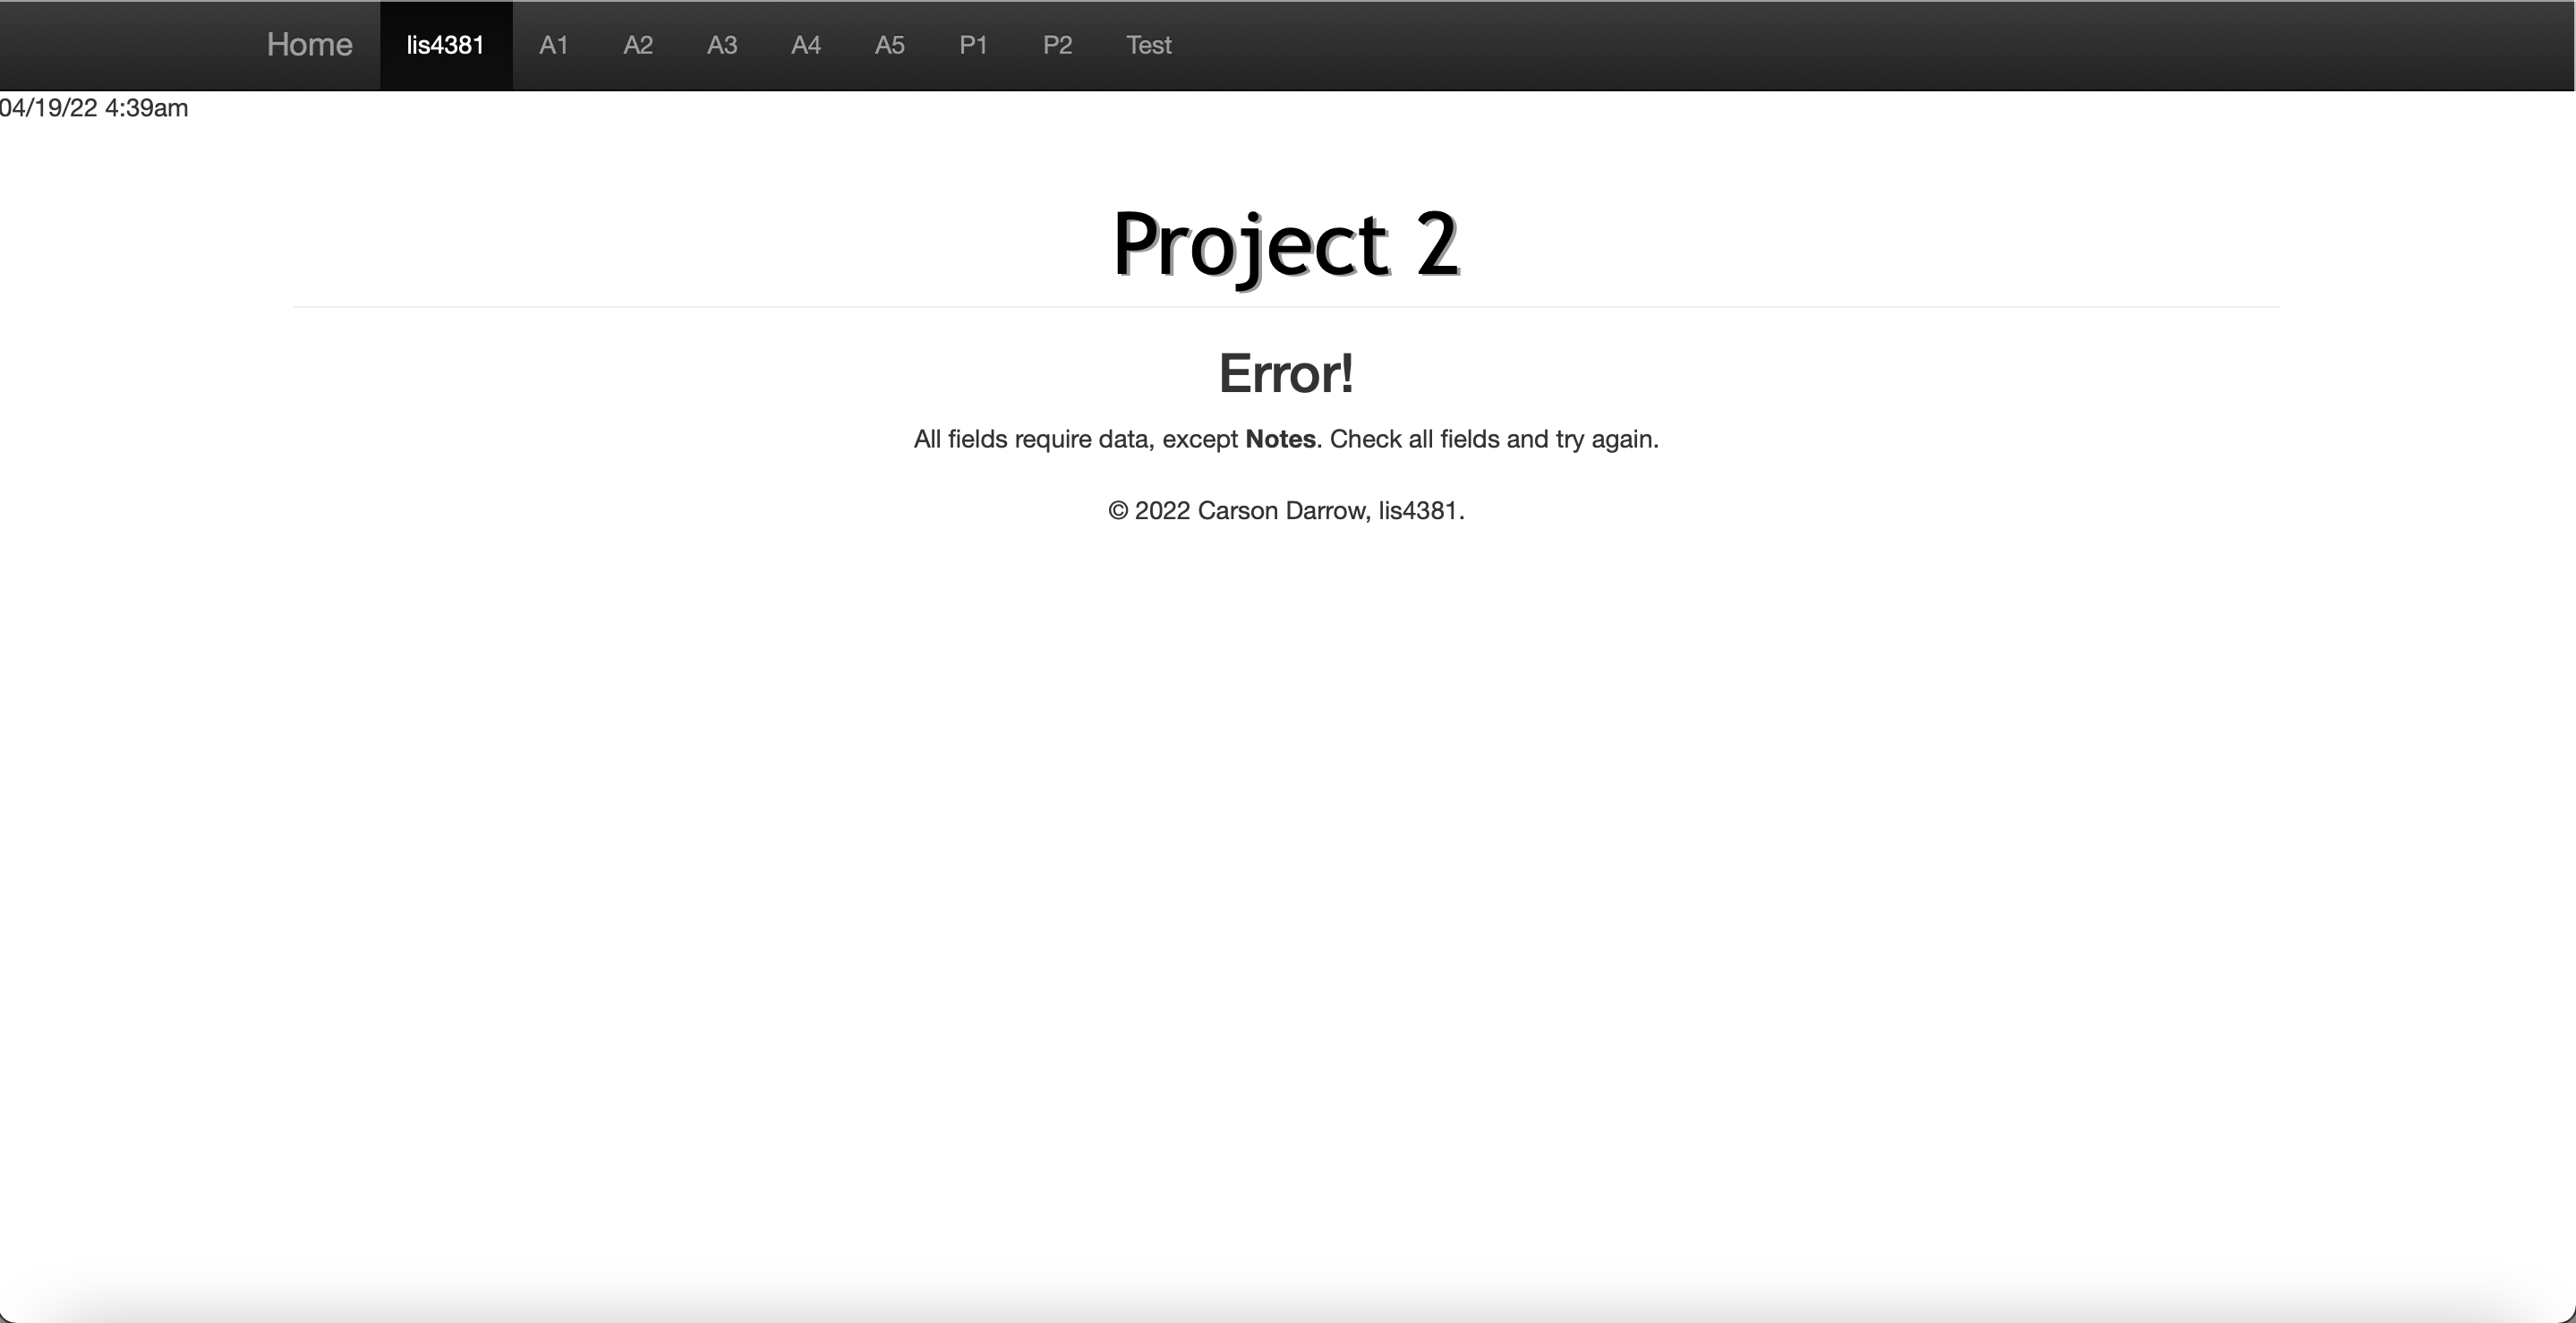 Home lis4381 A1 A2 A3 A4 A5 P1 P2 Test
04/19/22 4:39am
Project 2
Error!
All fields require data, except Notes. Check all fields and try again.
© 2022 Carson Darrow, lis4381.